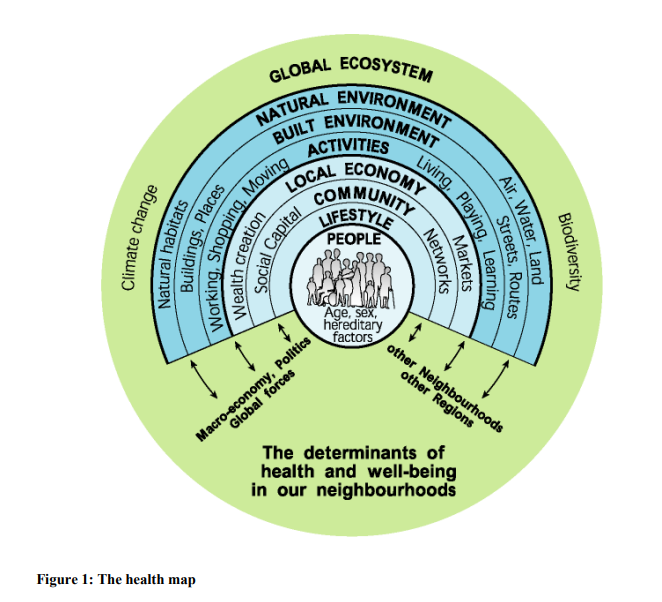 GLOBAL ECOSYSTEM
NATURAL ENVIRONMENT
BUILT ENVIRONMENT
ACTIVITIES
LOCAL ECONOMY
COMMUNITY
LIFESTYLE
PEOPLE
Age, sex,
hereditary
factors
Climate change
Natural habitats
Buildings, Places
Working, Shopping, Moving
Wealth creation
Social Capital
Living, Playing, Learning
Air, Water, Land
Streets, Routes
Markets
Networks
Biodiversity
Macro-economy, Politics
Global forces
other Neighbourhoods
other Regions
The determinants of
health and well-being
in our neighbourhoods
Figure 1: The health map